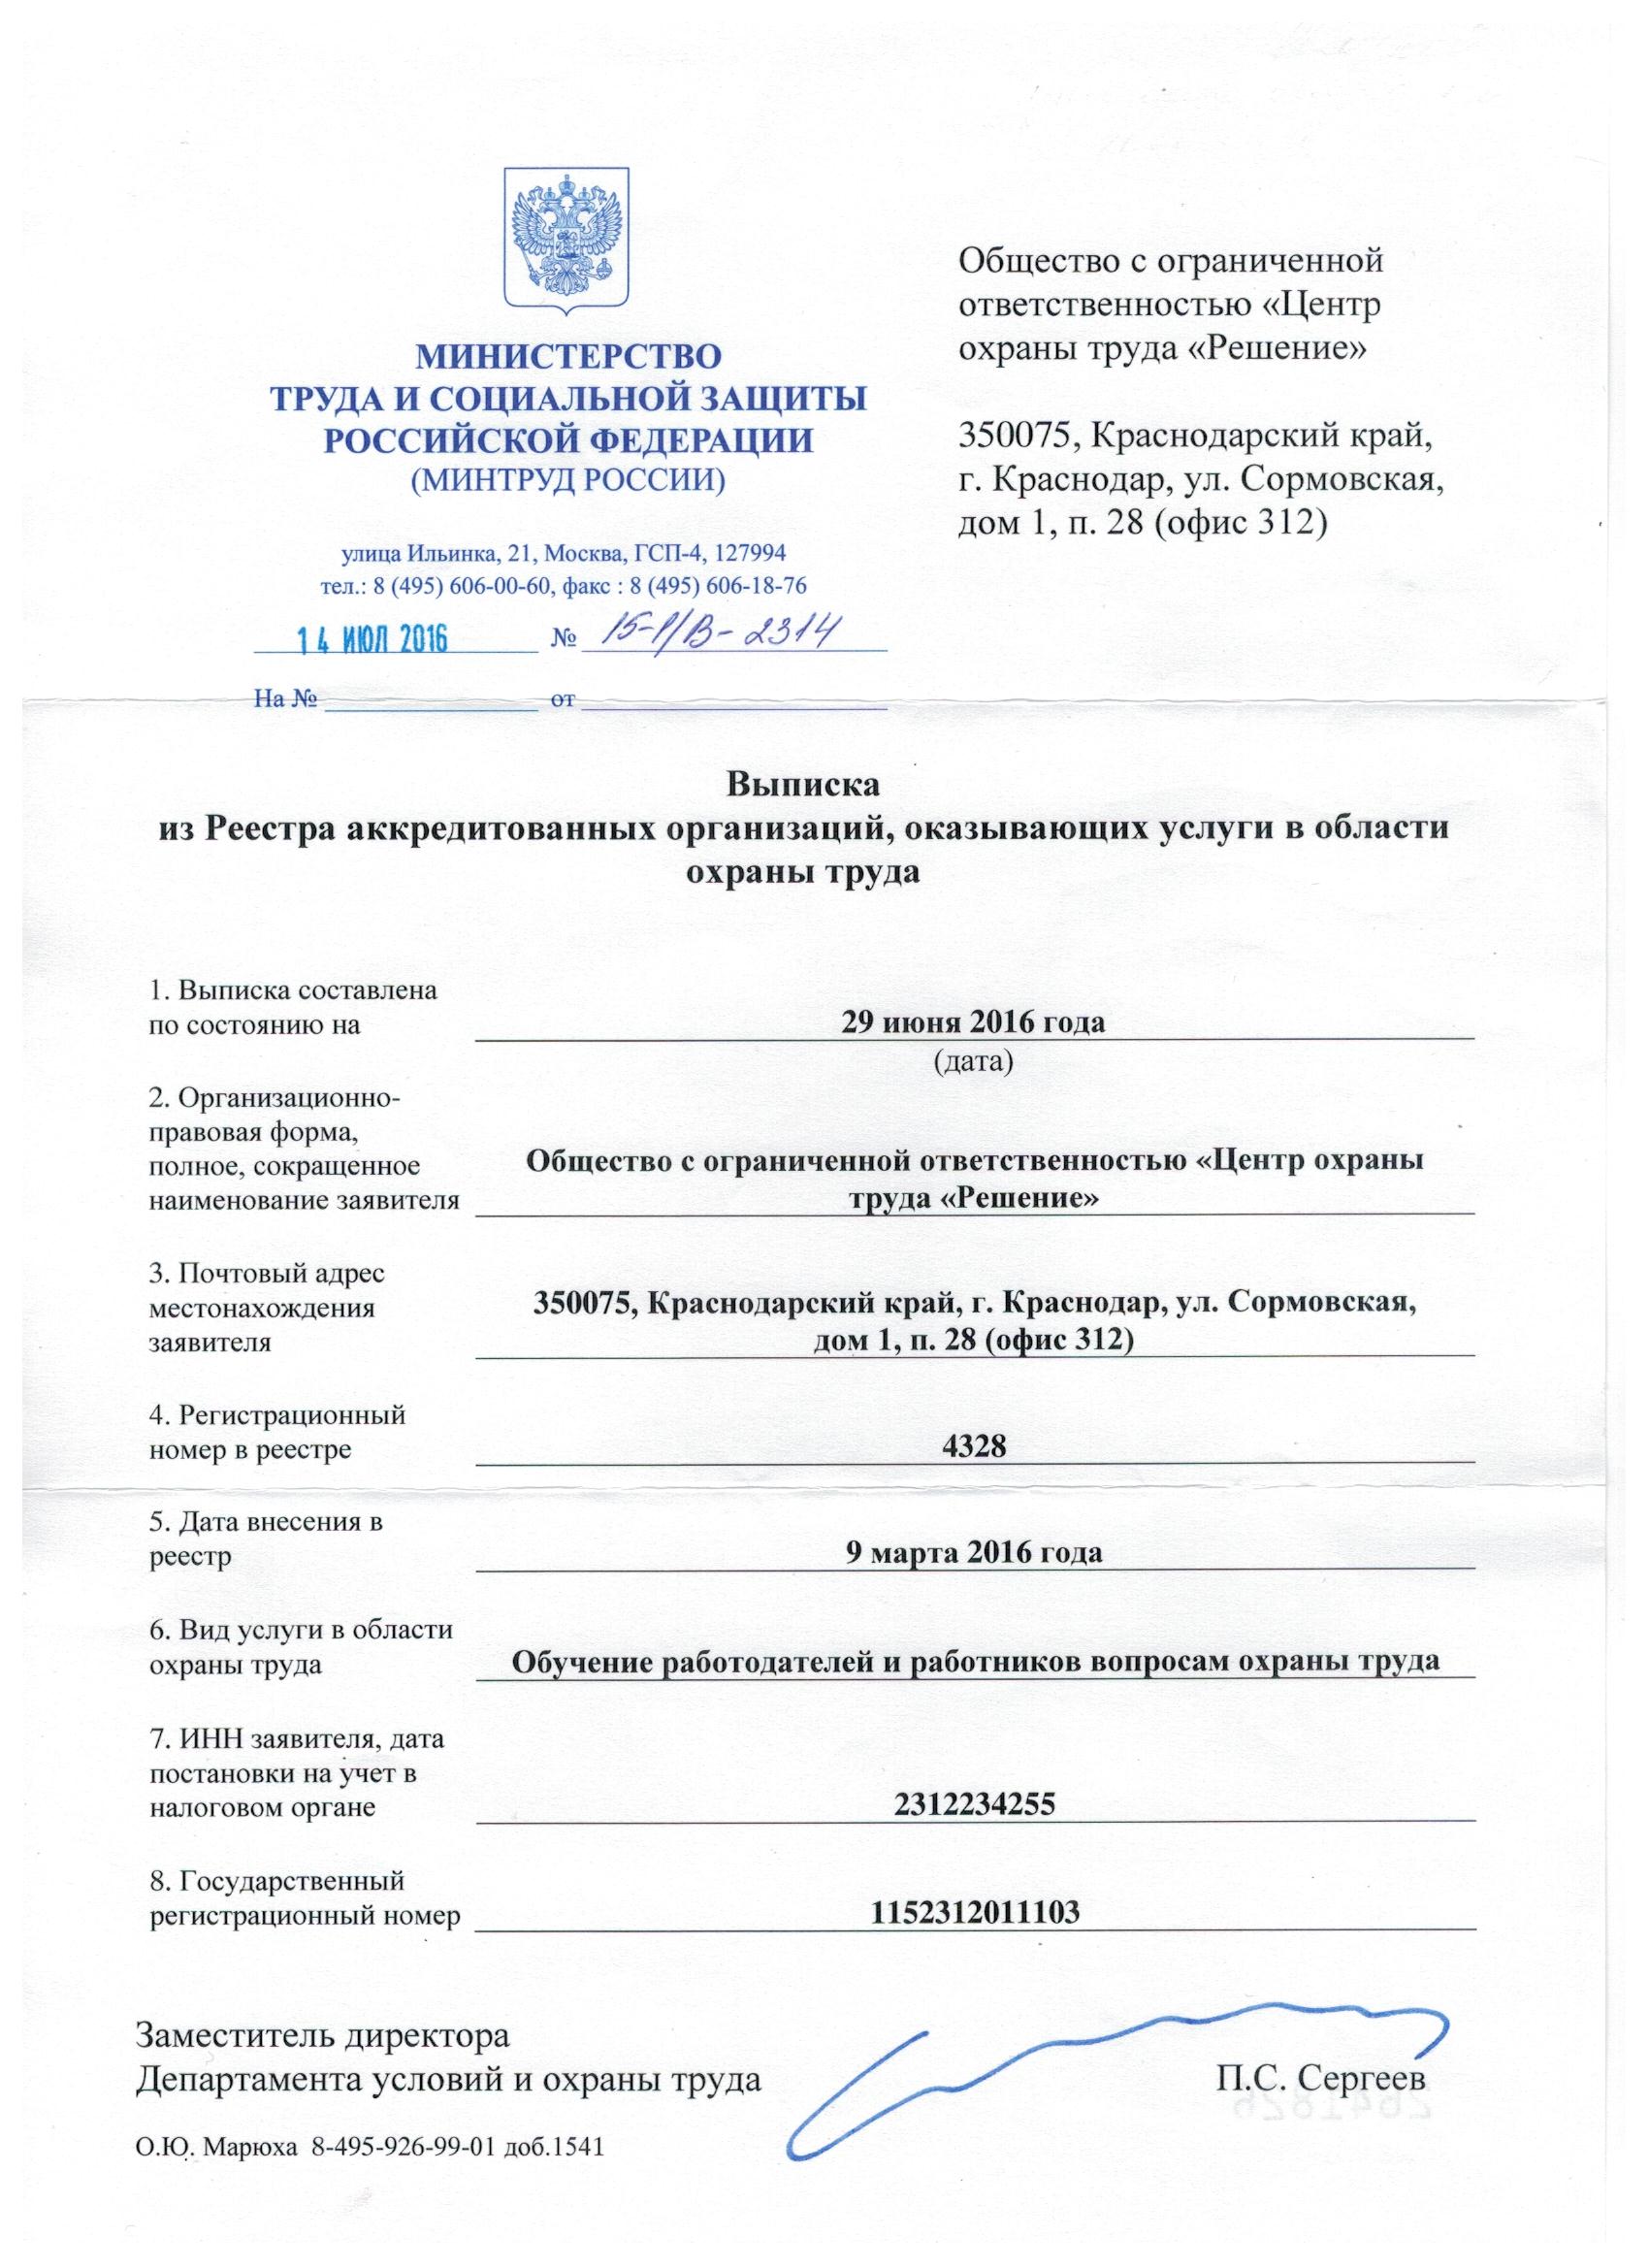 МИНИСТЕРСТВО
ТРУДА И СОЦИАЛЬНОЙ ЗАЩИТЫ
РОССИЙСКОЙ ФЕДЕРАЦИИ
(МИНТРУД РОССИИ)
улица Ильинка, 21, Москва, ГСП-4, 127994
тел.: 8 (495) 606-00-60, факс : 8 (495) 606-18-76
14 ИЮЛ 2016 № 15-1/В-2314
На № от
Общество с ограниченной
ответственностью «Центр
охраны труда «Решение»
350075, Краснодарский край,
г. Краснодар, ул. Сормовская,
дом 1, п. 28 (офис 312)
Выписка
из Реестра аккредитованных организаций, оказывающих услуги в области
охраны труда
1. Выписка составлена
по состоянию на
29 июня 2016 года
(дата)
2. Организационно-
правовая форма,
полное, сокращенное
наименование заявителя
Общество с ограниченной ответственностью «Центр охраны
труда «Решение»
3. Почтовый адрес
местонахождения
заявителя
350075, Краснодарский край, г. Краснодар, ул. Сормовская,
дом 1, п. 28 (офис 312)
4. Регистрационный
номер в реестре
4328
5. Дата внесения в
реестр
9 марта 2016 года
6. Вид услуги в области
охраны труда
Обучение работодателей и работников вопросам охраны труда
7. ИНН заявителя, дата
постановки на учет в
налоговом органе
2312234255
8. Государственный
регистрационный номер
1152312011103
Заместитель директора
Департамента условий и охраны труда
П.С. Сергеев
О.Ю. Марюха 8-495-926-99-01 доб.1541